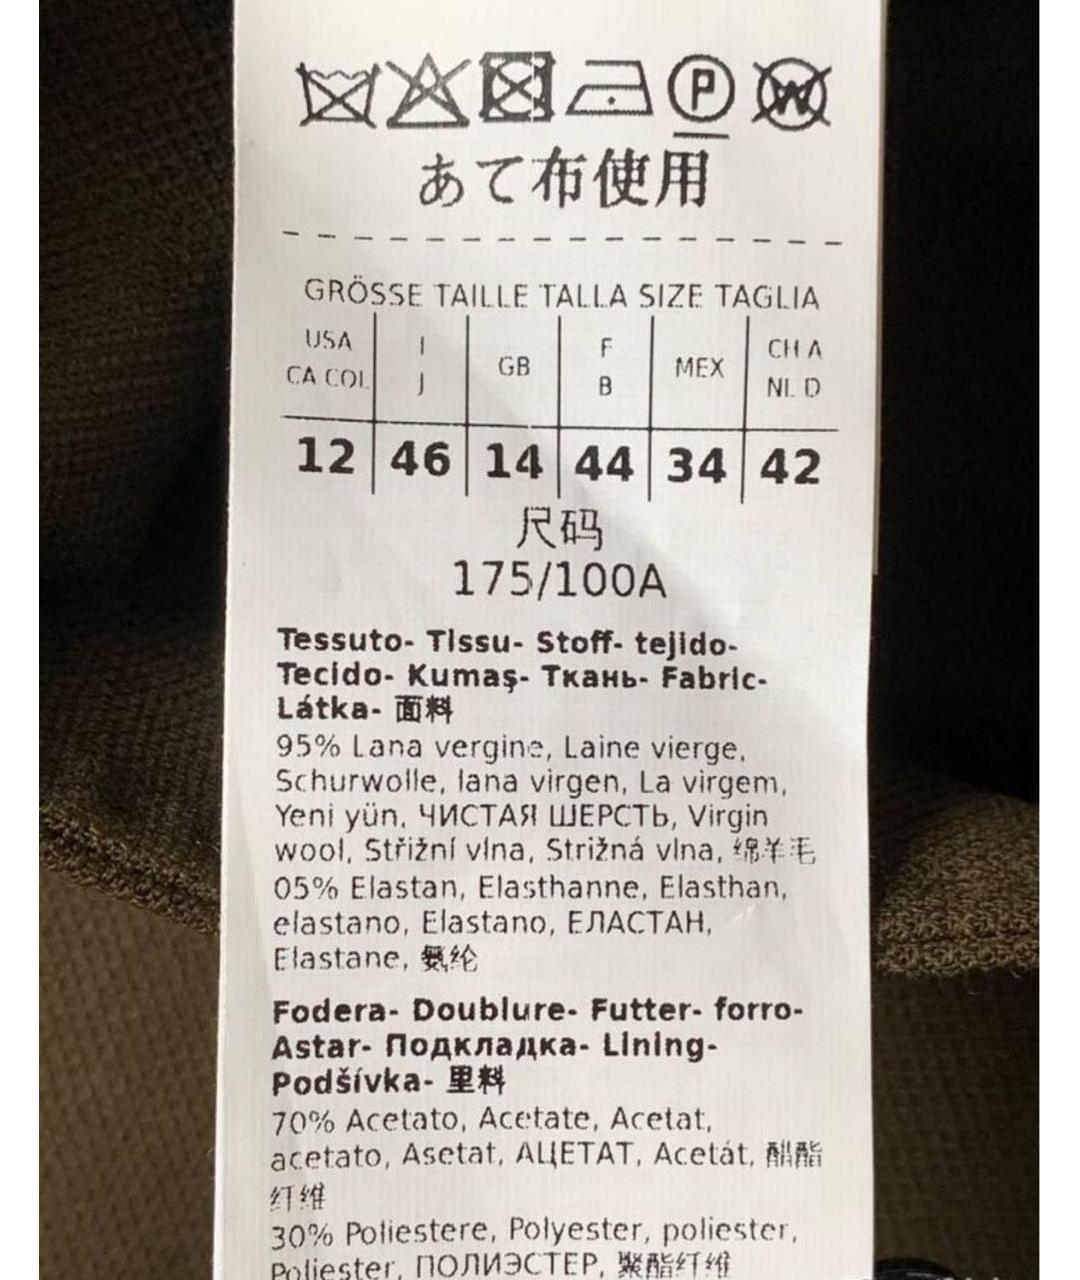 P W
あて布使用
GRÖSSE TAILLE TALLA SIZE TAGLIA
USA I GB F MEX CH A
CA COL J B NL D
12 46 14 44 34 42
尺码
175/100A
Tessuto- Tissu- Stoff- tejido-
Tecido- Kumaş- Ткань- Fabric-
Látka- 面料
95% Lana vergine, Laine vierge,
Schurwolle, lana virgen, La virgem,
Yeni yün, ЧИСТАЯ ШЕРСТЬ, Virgin
wool, Střižní vlna, Strižná vlna, 绵羊毛
05% Elastan, Elasthanne, Elasthan,
elastano, Elastano, ЕЛАСТАН,
Elastane, 氨纶
Fodera- Doublure- Futter- forro-
Astar- Подкладка- Lining-
Podšívka- 里料
70% Acetato, Acetate, Acetat,
acetato, Asetat, АЦЕТАТ, Acetát, 醋酯
纤维
30% Poliestere, Polyester, poliester,
Poliester, ПОЛИЭСТЕР, 聚酯纤维